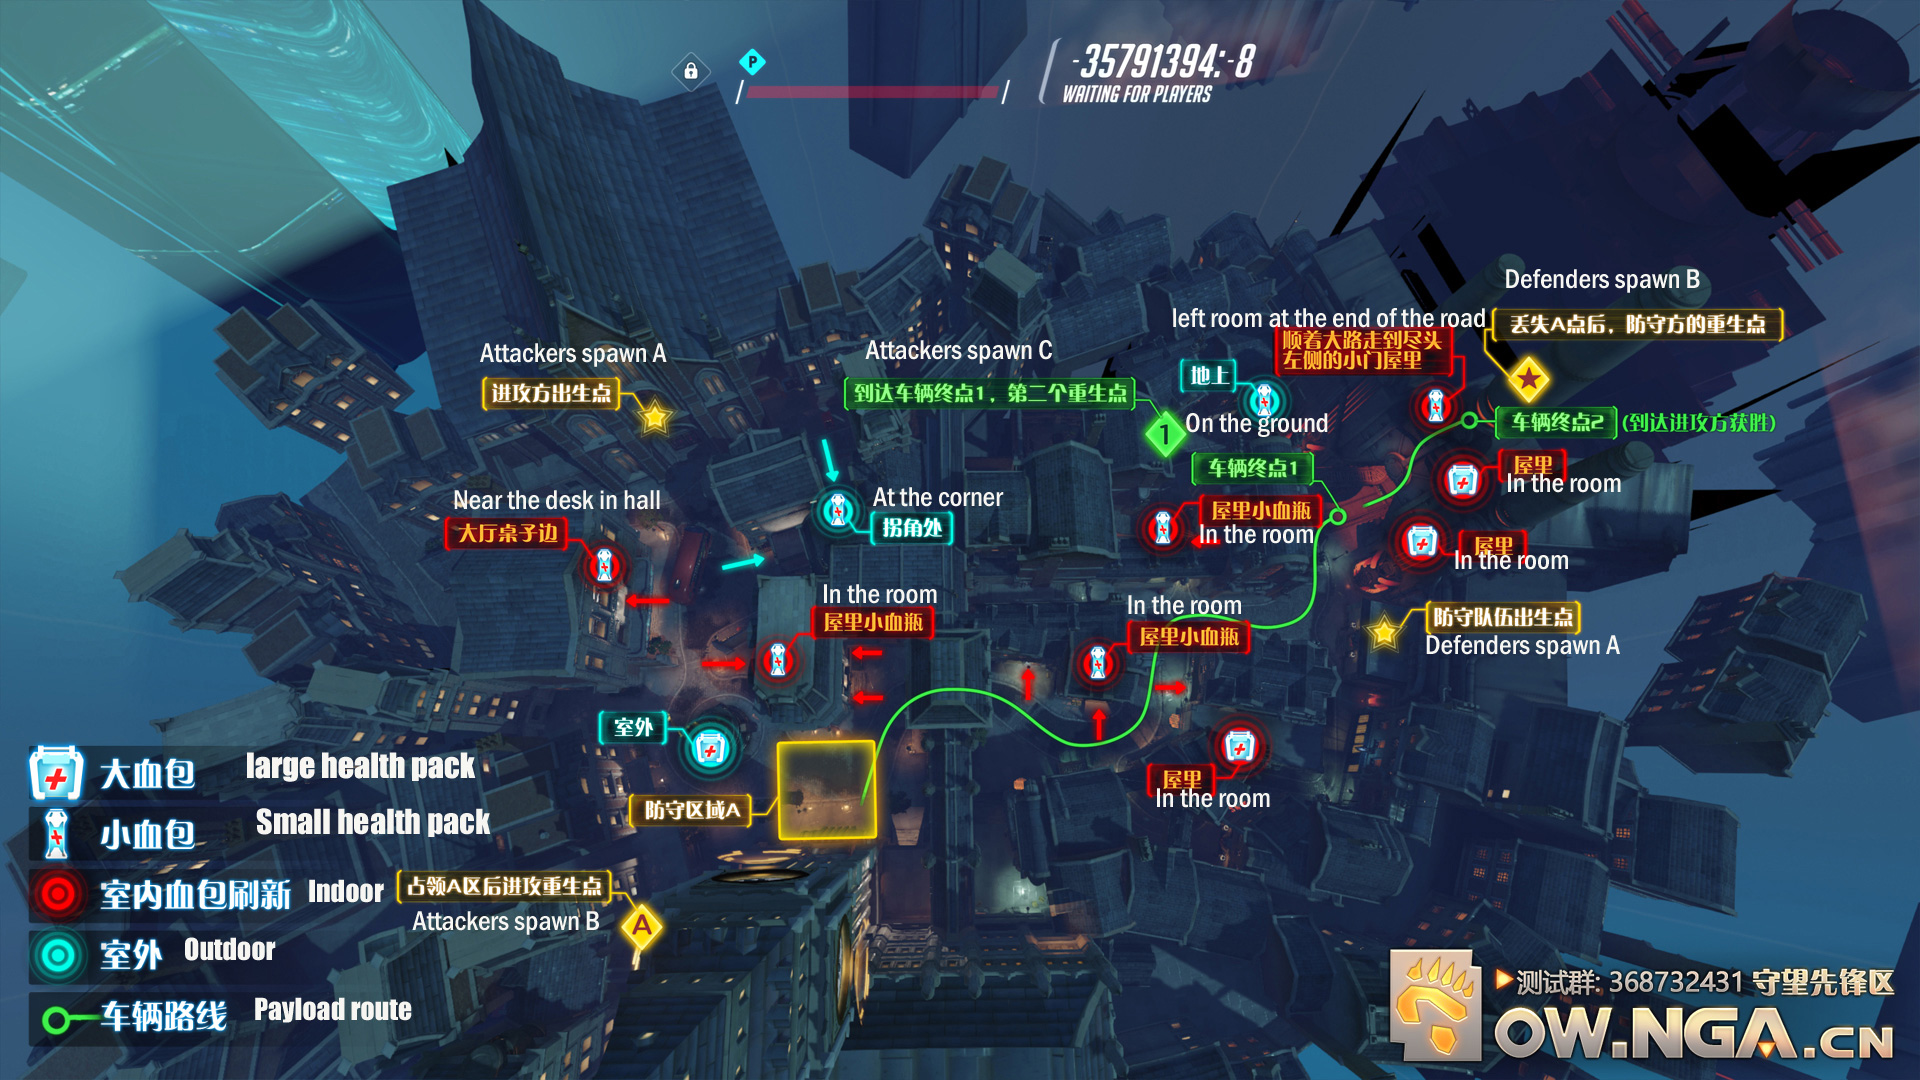 P
-35791394:-8
WAITING FOR PLAYERS
Defenders spawn B
left room at the end of the road
丢失A点后，防守方的重生点
顺着大路走到尽头
左侧的小门屋里
Attackers spawn A
进攻方出生点
Attackers spawn C
到达车辆终点1，第二个重生点
1
地上
On the ground
车辆终点2 (到达进攻方获胜)
车辆终点1
屋里
In the room
Near the desk in hall
大厅桌子边
At the corner
拐角处
屋里小血瓶
In the room
屋里
In the room
In the room
屋里小血瓶
In the room
屋里小血瓶
防守队伍出生点
Defenders spawn A
室外
防守区域A
屋里
In the room
大血包 large health pack
小血包 Small health pack
室内血包刷新 Indoor
占领A区后进攻重生点
Attackers spawn B
A
室外 Outdoor
车辆路线 Payload route
测试群: 368732431 守望先锋区
OW.NGA.CN